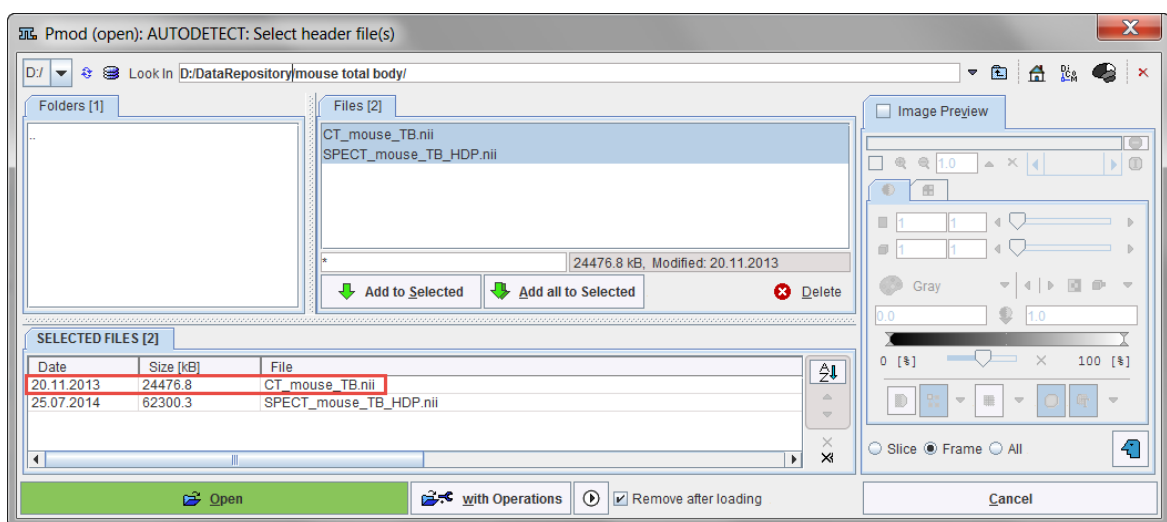 Pmod (open): AUTODETECT: Select header file(s)
D:/ Look In D:/DataRepository/mouse total body/
Folders [1]
..
Files [2]
CT_mouse_TB.nii
SPECT_mouse_TB_HDP.nii
* 24476.8 kB, Modified: 20.11.2013
Add to Selected Add all to Selected Delete
SELECTED FILES [2]
Date Size [kB] File
20.11.2013 24476.8 CT_mouse_TB.nii
25.07.2014 62300.3 SPECT_mouse_TB_HDP.nii
Image Preview
1.0
1 1
1 1
Gray
0.0 1.0
0 [%] 100 [%]
Slice Frame All
Open with Operations Remove after loading Cancel